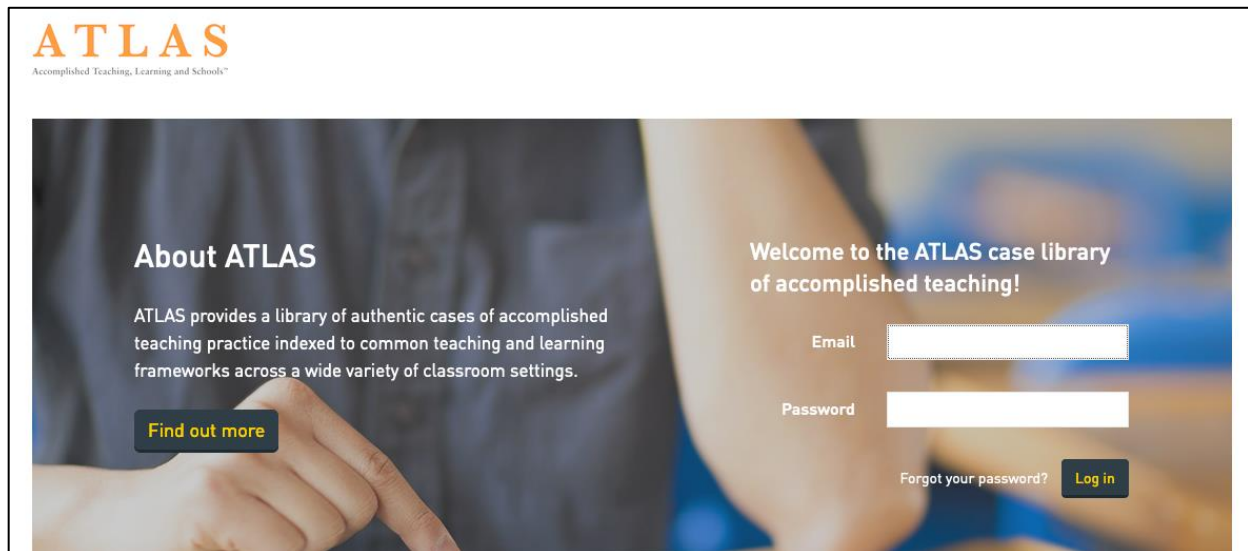 ATLAS
Accomplished Teaching, Learning and Schools™
About ATLAS
ATLAS provides a library of authentic cases of accomplished
teaching practice indexed to common teaching and learning
frameworks across a wide variety of classroom settings.
Find out more
Welcome to the ATLAS case library
of accomplished teaching!
Email
Password
Forgot your password?
Log in